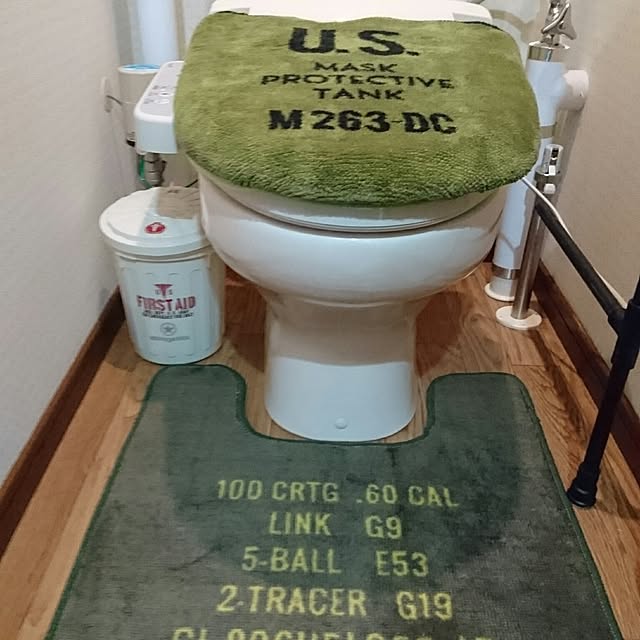 U.S.
MASK
PROTECTIVE
TANK
M 263-DC
FIRST AID
100 CRTG .60 CAL
LINK G9
5-BALL E53
2-TRACER G19